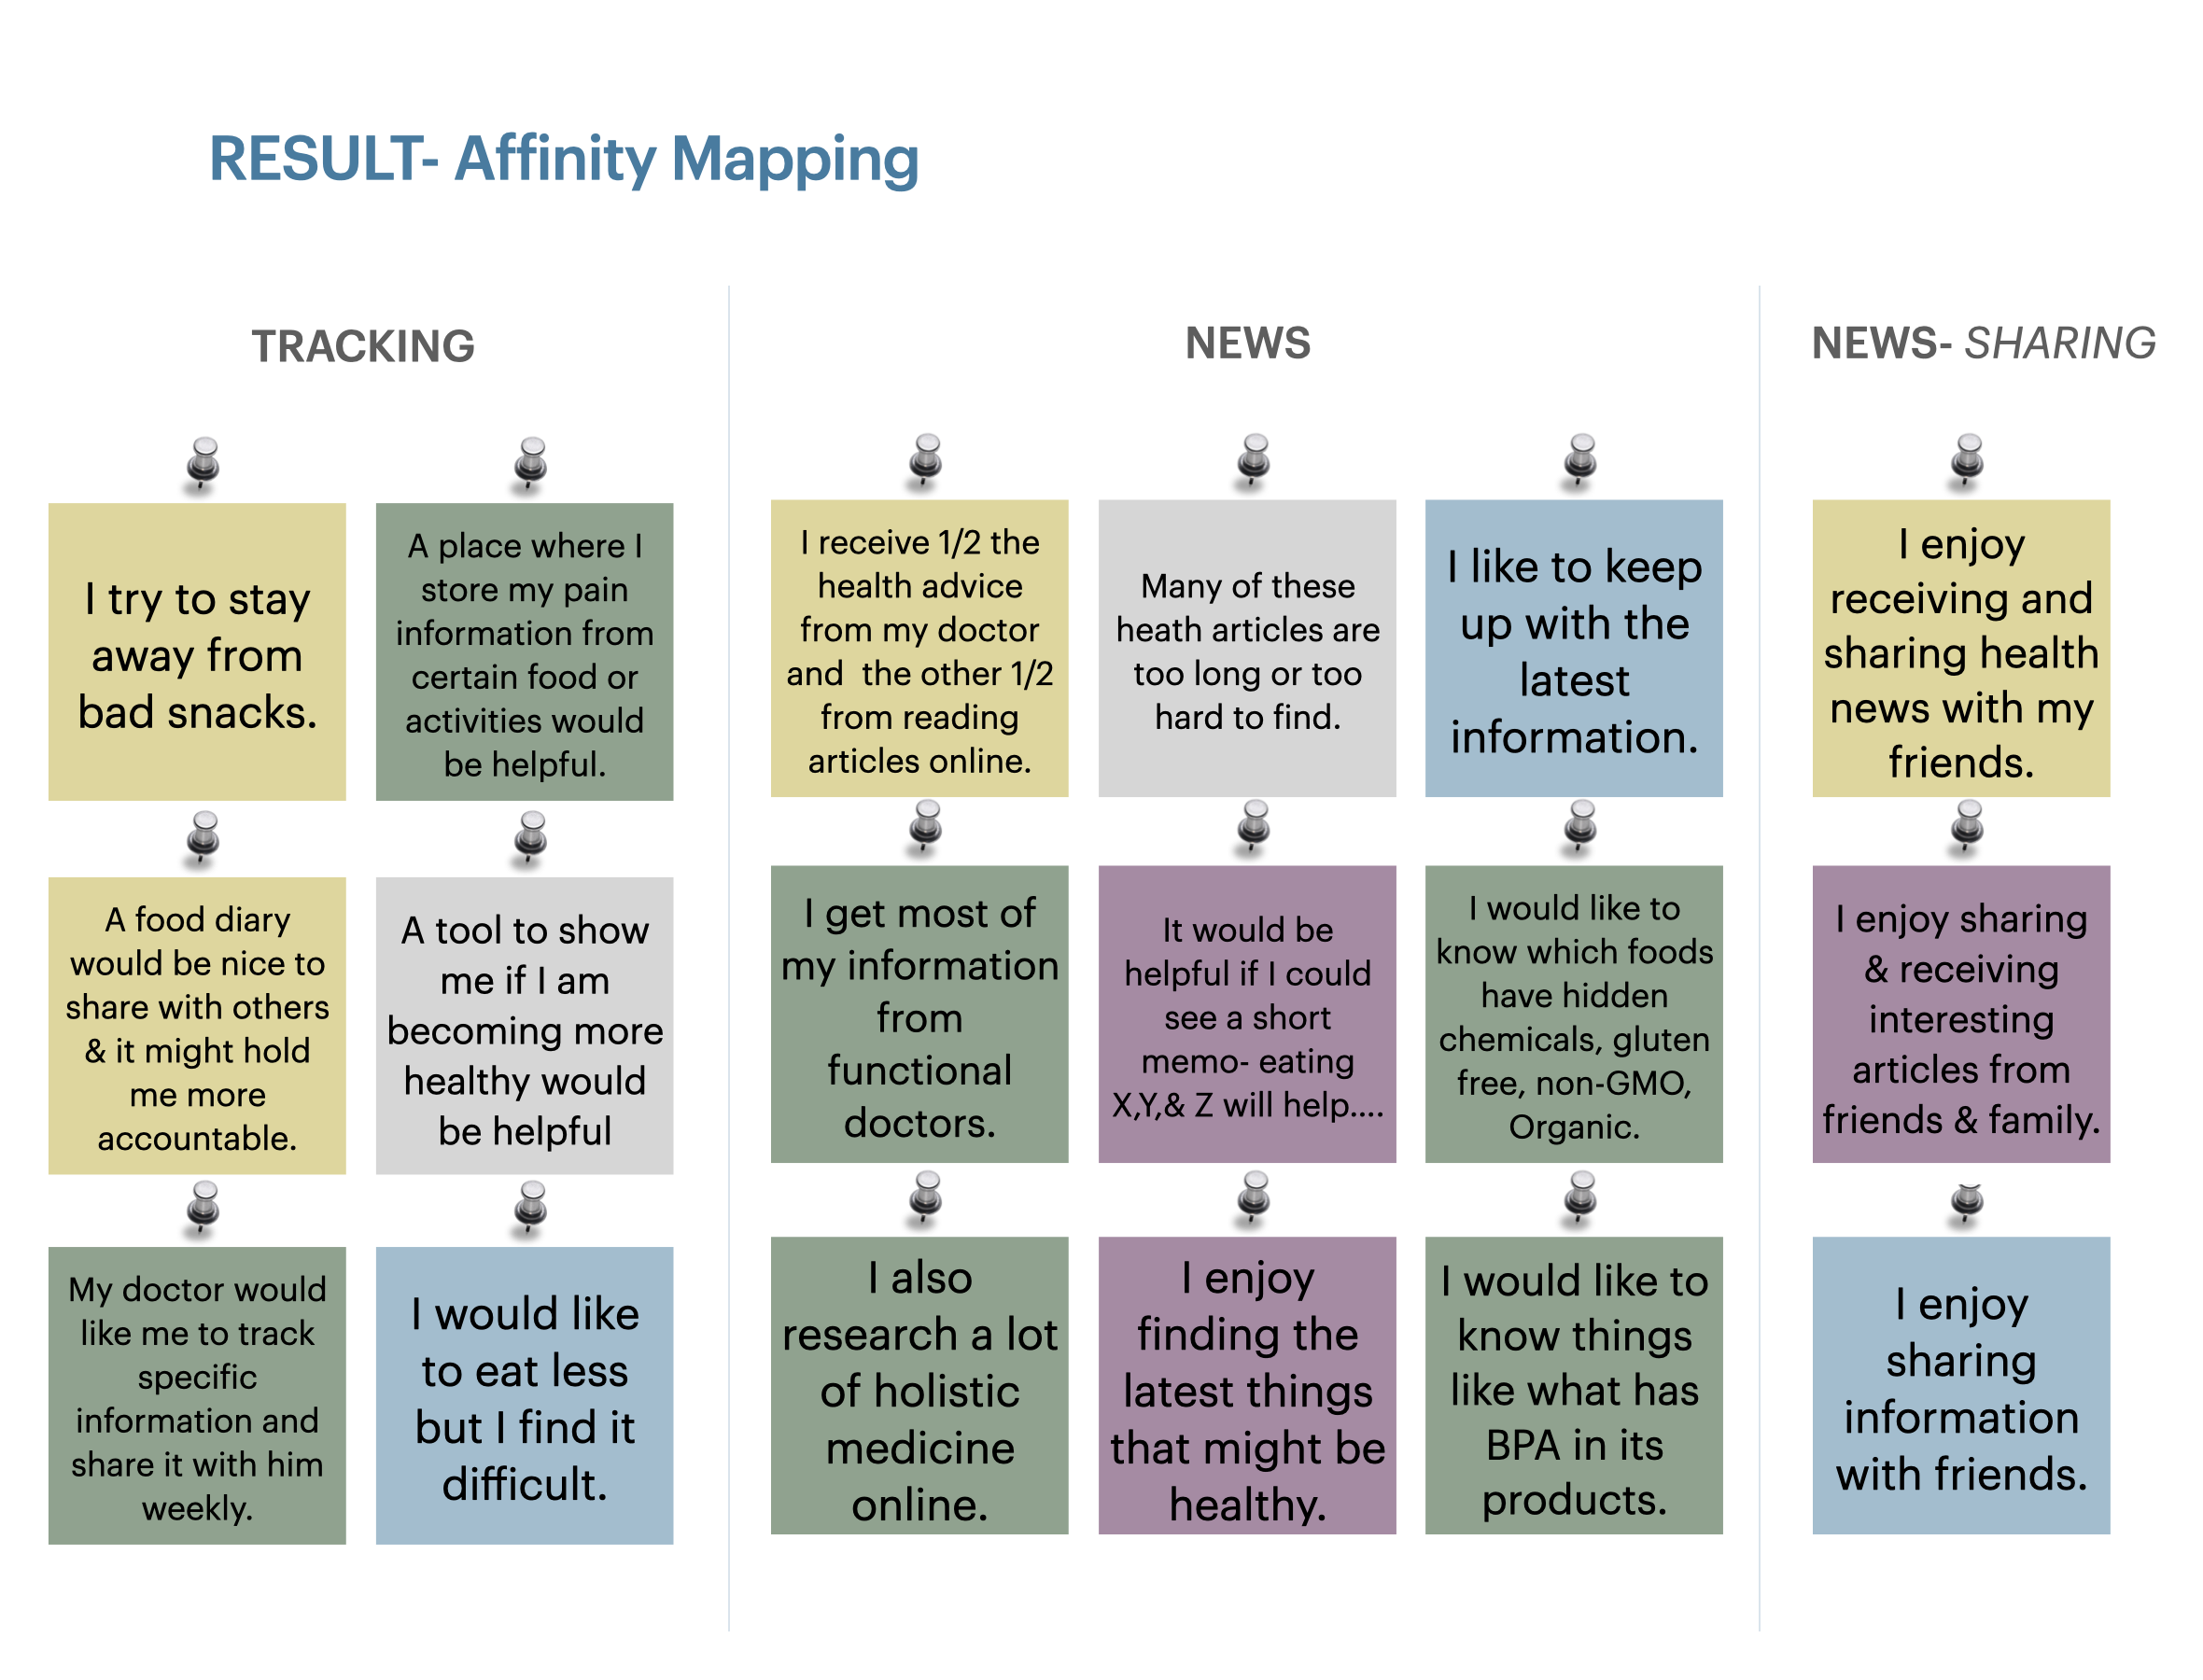 RESULT- Affinity Mapping
TRACKING
I try to stay
away from
bad snacks.
A place where I
store my pain
information from
certain food or
activities would
be helpful.
A food diary
would be nice to
share with others
& it might hold
me more
accountable.
A tool to show
me if I am
becoming more
healthy would
be helpful
My doctor would
like me to track
specific
information and
share it with him
weekly.
I would like
to eat less
but I find it
difficult.
NEWS
I receive 1/2 the
health advice
from my doctor
and  the other 1/2
from reading
articles online.
Many of these
heath articles are
too long or too
hard to find.
I like to keep
up with the
latest
information.
I get most of
my information
from
functional
doctors.
It would be
helpful if I could
see a short
memo- eating
X,Y,& Z will help....
I would like to
know which foods
have hidden
chemicals, gluten
free, non-GMO,
Organic.
I also
research a lot
of holistic
medicine
online.
I enjoy
finding the
latest things
that might be
healthy.
I would like to
know things
like what has
BPA in its
products.
NEWS- SHARING
I enjoy
receiving and
sharing health
news with my
friends.
I enjoy sharing
& receiving
interesting
articles from
friends & family.
I enjoy
sharing
information
with friends.